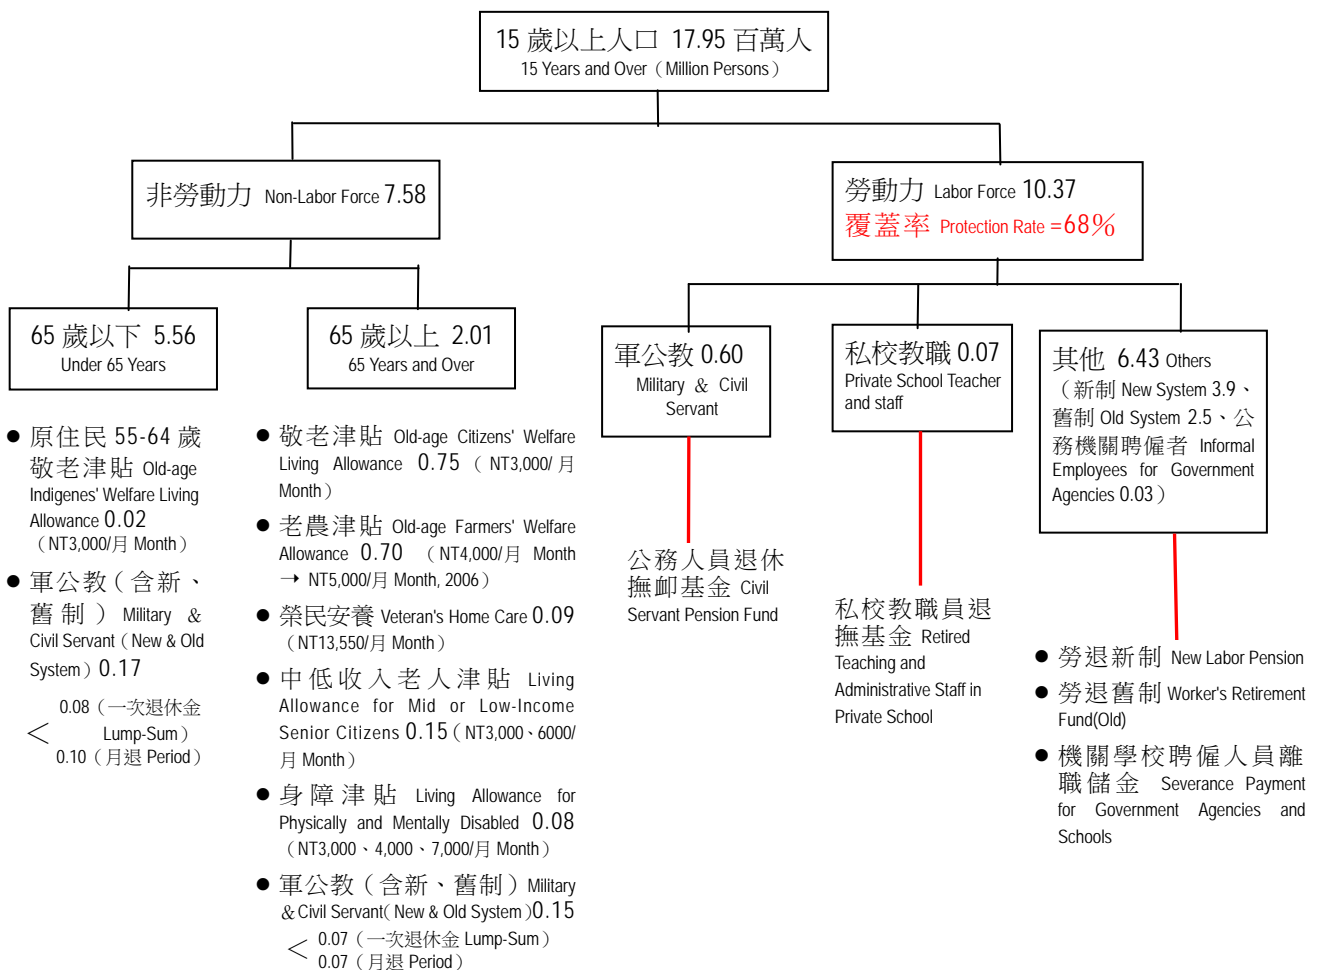 15 歲以上人口 17.95 百萬人
15 Years and Over（Million Persons）
非勞動力 Non-Labor Force 7.58
勞動力 Labor Force 10.37
覆蓋率 Protection Rate =68%
65 歲以下 5.56
Under 65 Years
65 歲以上 2.01
65 Years and Over
軍公教 0.60
Military & Civil
Servant
私校教職 0.07
Private School Teacher
and staff
其他 6.43 Others
（新制 New System 3.9、
舊制 Old System 2.5、公
務機關聘僱者 Informal
Employees for Government
Agencies 0.03）
● 原住民 55-64 歲
敬老津貼 Old-age
Indigenes' Welfare Living
Allowance 0.02
（NT3,000/月 Month）
● 軍公教（含新、
舊制） Military &
Civil Servant（New & Old
System）0.17
＜
0.08（一次退休金
Lump-Sum）
0.10（月退 Period）
● 敬老津貼 Old-age Citizens' Welfare
Living Allowance 0.75 （NT3,000/月
Month）
● 老農津貼 Old-age Farmers' Welfare
Allowance 0.70 （NT4,000/月 Month
→ NT5,000/月 Month, 2006）
● 榮民安養 Veteran's Home Care 0.09
（NT13,550/月 Month）
● 中低收入老人津貼 Living
Allowance for Mid or Low-Income
Senior Citizens 0.15（NT3,000、6000/
月 Month）
● 身障津貼 Living Allowance for
Physically and Mentally Disabled 0.08
（NT3,000、4,000、7,000/月 Month）
● 軍公教（含新、舊制）Military
&Civil Servant（New & Old System）0.15
＜
0.07（一次退休金 Lump-Sum）
0.07（月退 Period）
公務人員退休
撫卹基金 Civil
Servant Pension Fund
私校教職員退
撫基金 Retired
Teaching and
Administrative Staff in
Private School
● 勞退新制 New Labor Pension
● 勞退舊制 Worker's Retirement
Fund(Old)
● 機關學校聘僱人員離
職儲金 Severance Payment
for Government Agencies and
Schools